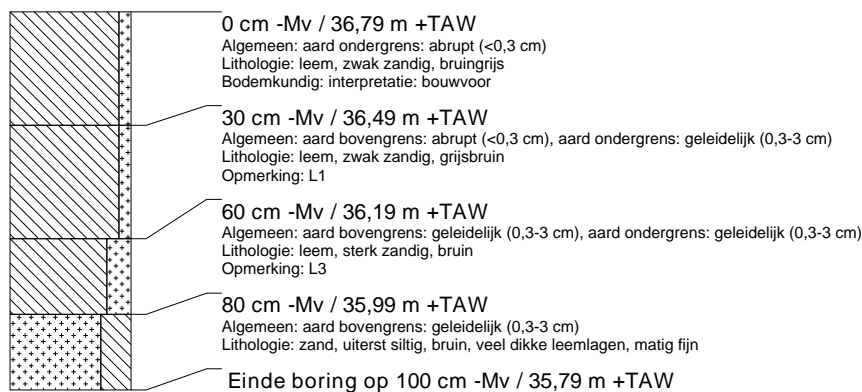 0 cm -Mv / 36,79 m +TAW
Algemeen: aard ondergrens: abrupt (<0,3 cm)
Lithologie: leem, zwak zandig, bruingrijs
Bodemkundig: interpretatie: bouwvoor
30 cm -Mv / 36,49 m +TAW
Algemeen: aard bovengrens: abrupt (<0,3 cm), aard ondergrens: geleidelijk (0,3-3 cm)
Lithologie: leem, zwak zandig, grijsbruin
Opmerking: L1
60 cm -Mv / 36,19 m +TAW
Algemeen: aard bovengrens: geleidelijk (0,3-3 cm), aard ondergrens: geleidelijk (0,3-3 cm)
Lithologie: leem, sterk zandig, bruin
Opmerking: L3
80 cm -Mv / 35,99 m +TAW
Algemeen: aard bovengrens: geleidelijk (0,3-3 cm)
Lithologie: zand, uiterst siltig, bruin, veel dikke leemlagen, matig fijn
Einde boring op 100 cm -Mv / 35,79 m +TAW